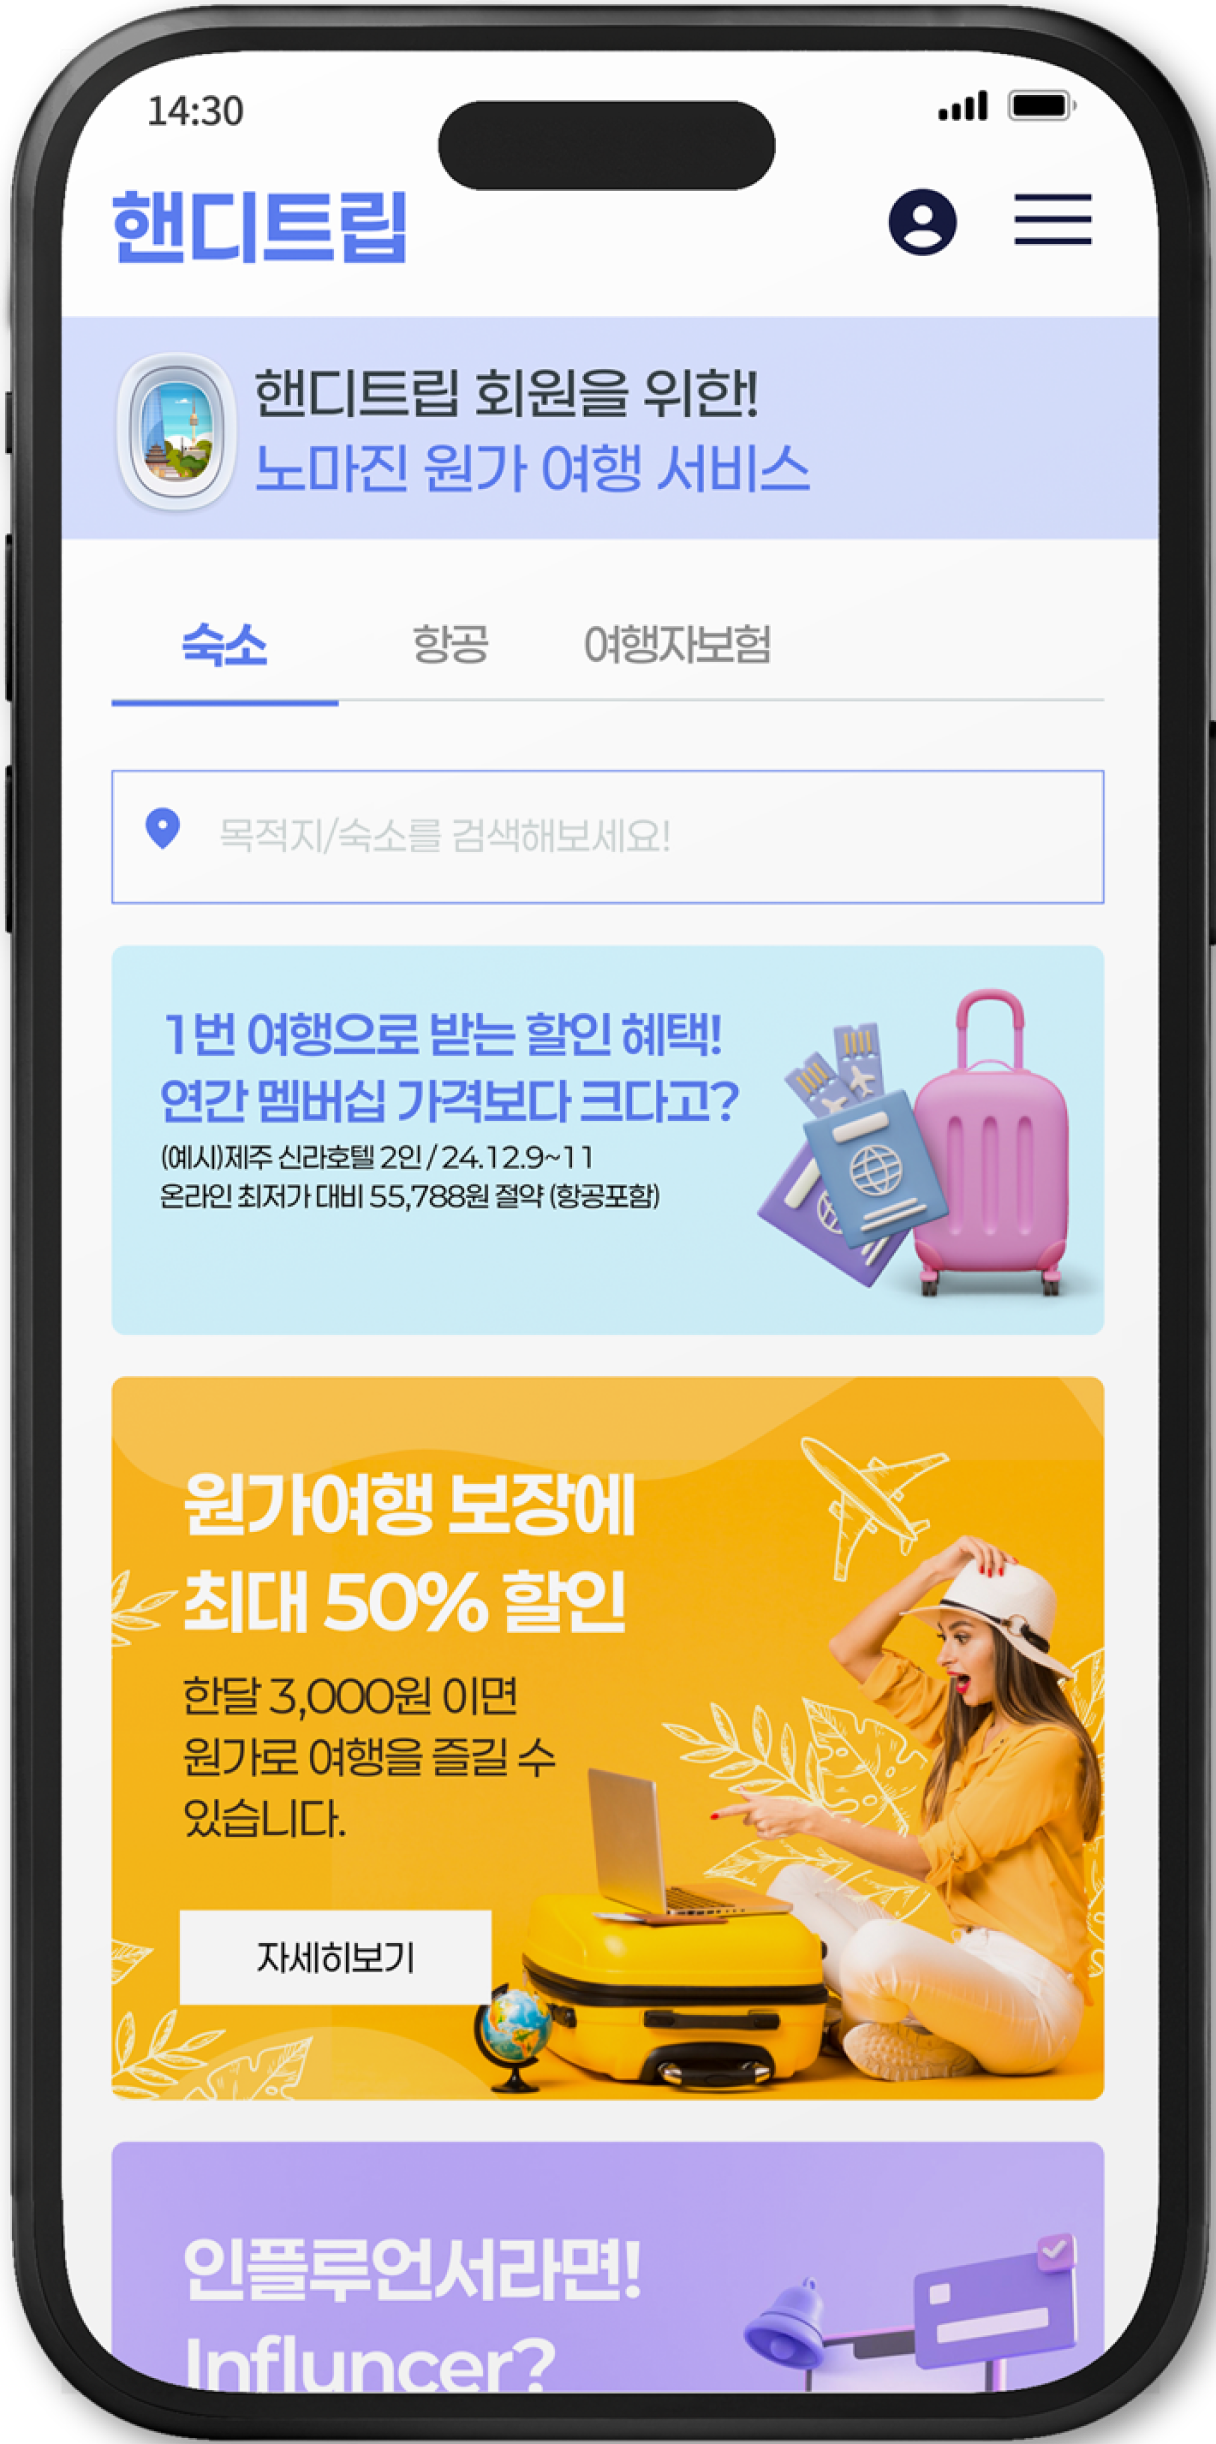 14:30
핸디트립
핸디트립 회원을 위한!
노마진 원가 여행 서비스
숙소 항공 여행자보험
목적지/숙소를 검색해보세요!
1번 여행으로 받는 할인 혜택!
연간 멤버십 가격보다 크다고?
(예시)제주 신라호텔 2인 / 24.12.9~11
온라인 최저가 대비 55,788원 절약 (항공포함)
원가여행 보장에
최대 50% 할인
한달 3,000원 이면
원가로 여행을 즐길 수
있습니다.
자세히보기
인플루언서라면!
Influncer?